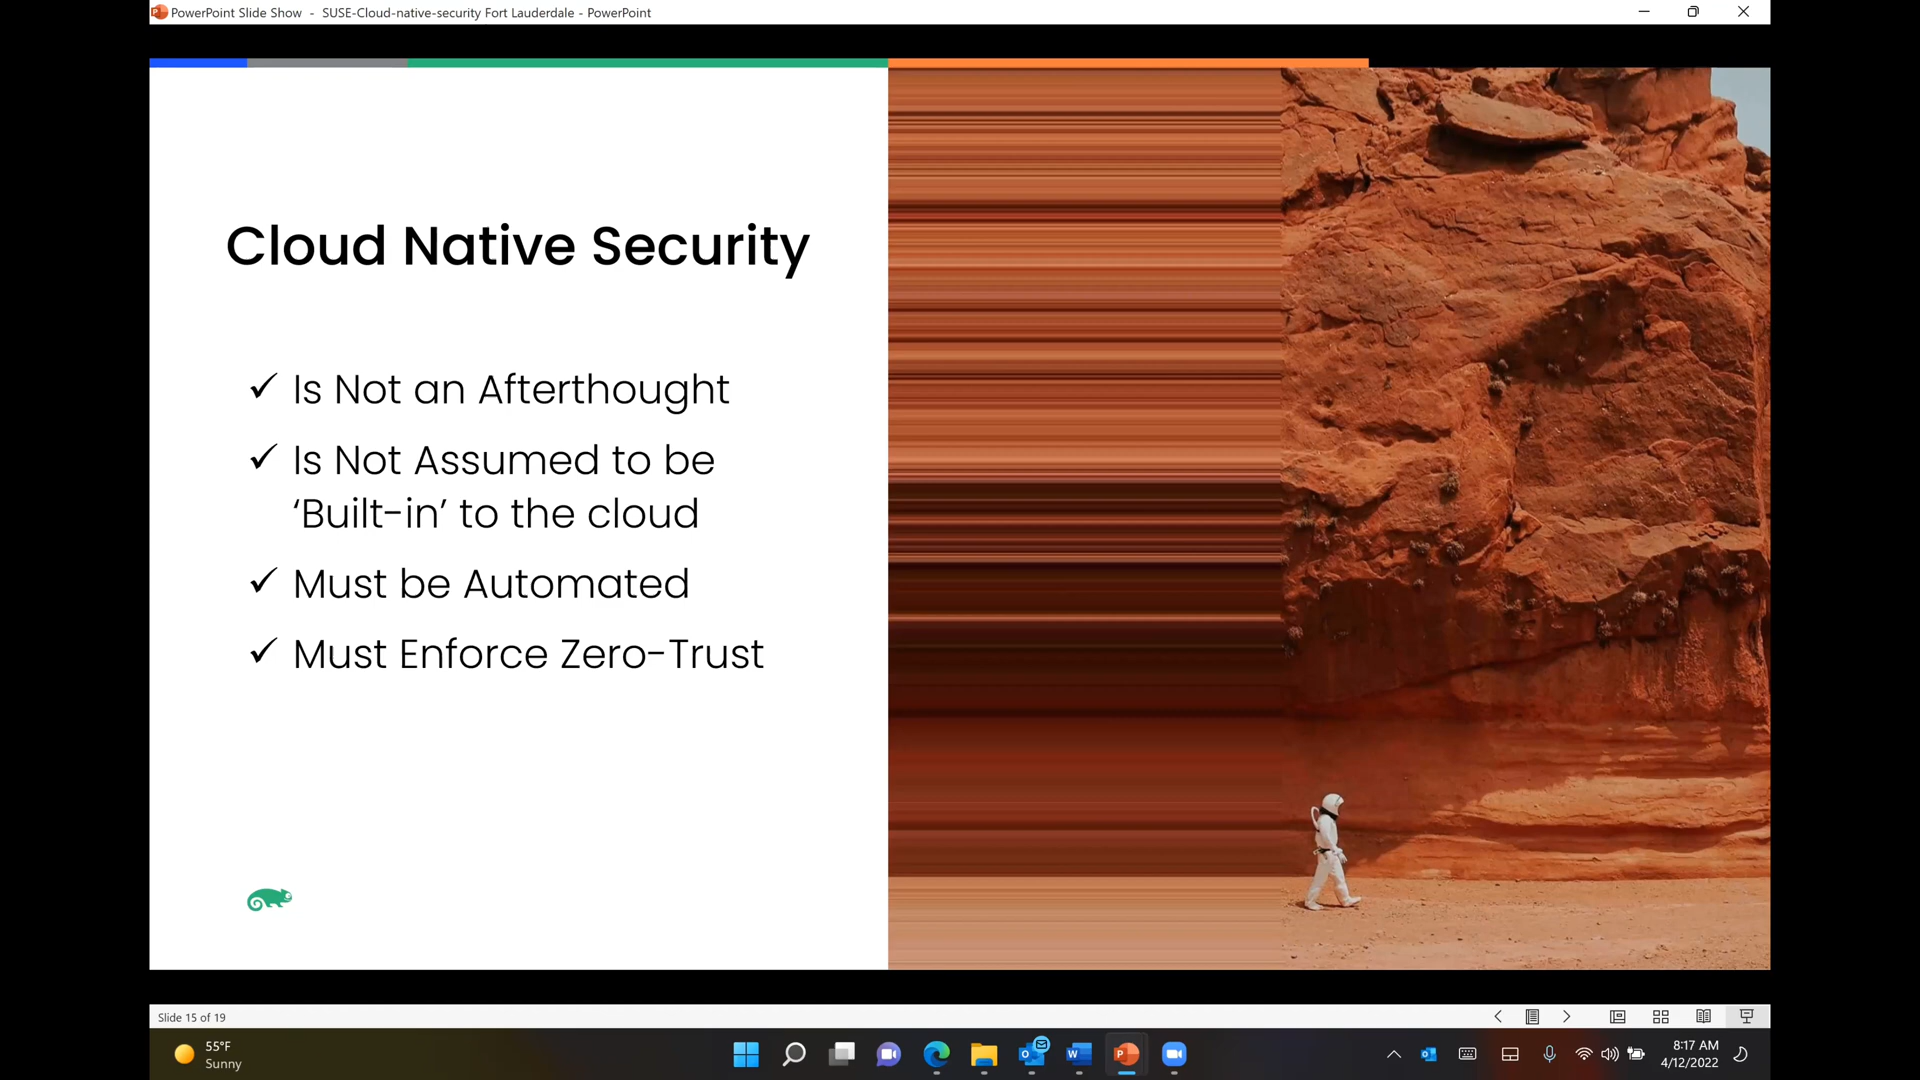 PowerPoint Slide Show - SUSE-Cloud-native-security Fort Lauderdale - PowerPoint
Cloud Native Security
✓ Is Not an Afterthought
✓ Is Not Assumed to be
‘Built-in’ to the cloud
✓ Must be Automated
✓ Must Enforce Zero-Trust
Slide 15 of 19
55°F
Sunny
8:17 AM
4/12/2022